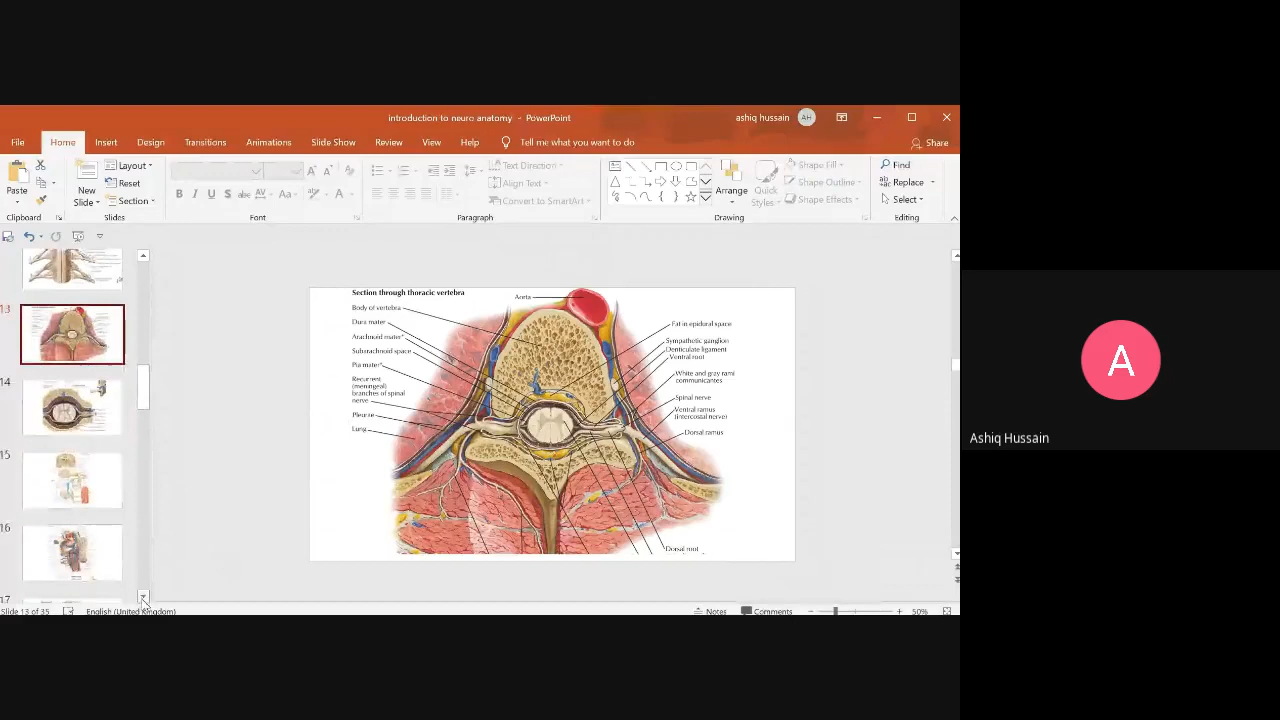 introduction to neuro anatomy - PowerPoint
ashiq hussain
AH
File Home Insert Design Transitions Animations Slide Show Review View Help Tell me what you want to do
Share
Paste
Clipboard
New
Slide
Layout
Reset
Section
Slides
B I U S abc AV Aa A
Font
Text Direction
Align Text
Convert to SmartArt
Paragraph
Arrange
Quick
Styles
Shape Fill
Shape Outline
Shape Effects
Drawing
Find
Replace
Select
Editing
13
14
15
16
17
Section through thoracic vertebra
Aorta
Body of vertebra
Dura mater
Arachnoid mater*
Subarachnoid space
Pia mater*
Recurrent
(meningeal)
branches of spinal
nerve
Pleurae
Lung
Fat in epidural space
Sympathetic ganglion
Denticulate ligament
Ventral root
White and gray rami
communicantes
Spinal nerve
Ventral ramus
(intercostal nerve)
Dorsal ramus
Dorsal root
Slide 13 of 35
English (United Kingdom)
Notes
Comments
50%
A
Ashiq Hussain